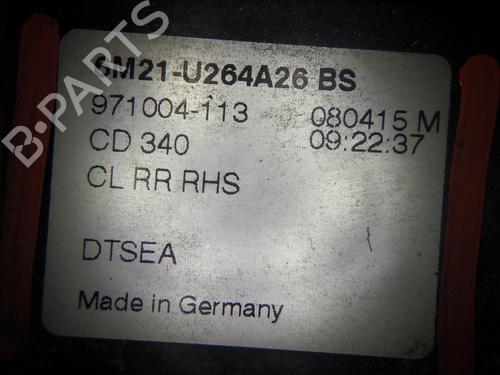 B-PARTS
6M21-U264A26 BS
971004-113 080415 M
CD 340 09:22:37
CL RR RHS
DTSEA
Made in Germany